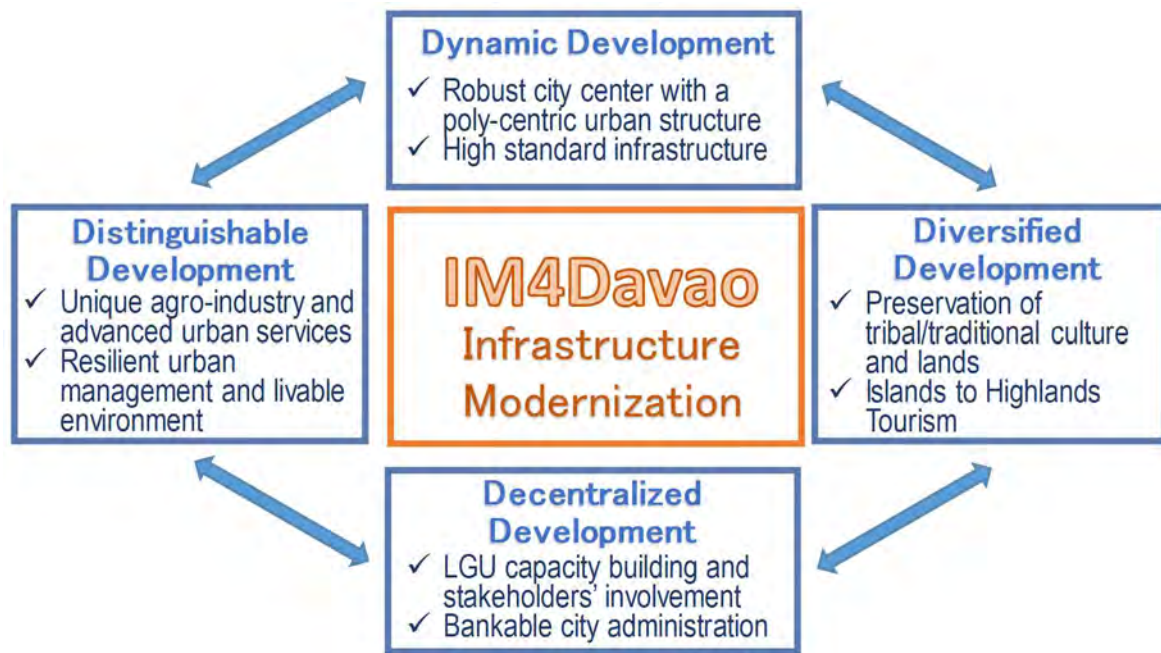 Dynamic Development
✓ Robust city center with a
poly-centric urban structure
✓ High standard infrastructure
Distinguishable
Development
✓ Unique agro-industry and
advanced urban services
✓ Resilient urban
management and livable
environment
IM4Davao
Infrastructure
Modernization
Diversified
Development
✓ Preservation of
tribal/traditional culture
and lands
✓ Islands to Highlands
Tourism
Decentralized
Development
✓ LGU capacity building and
stakeholders’ involvement
✓ Bankable city administration